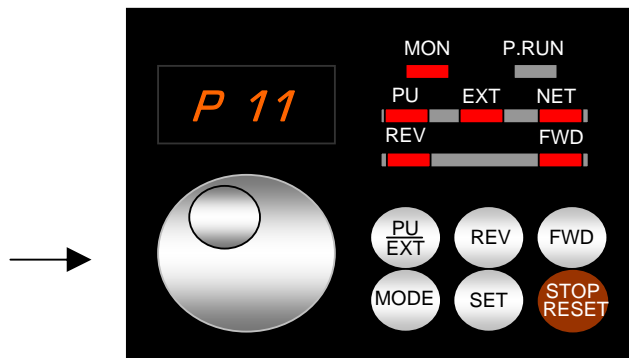 MON P.RUN
P 11
PU EXT NET
REV FWD
PU
EXT
REV FWD
MODE SET
STOP
RESET